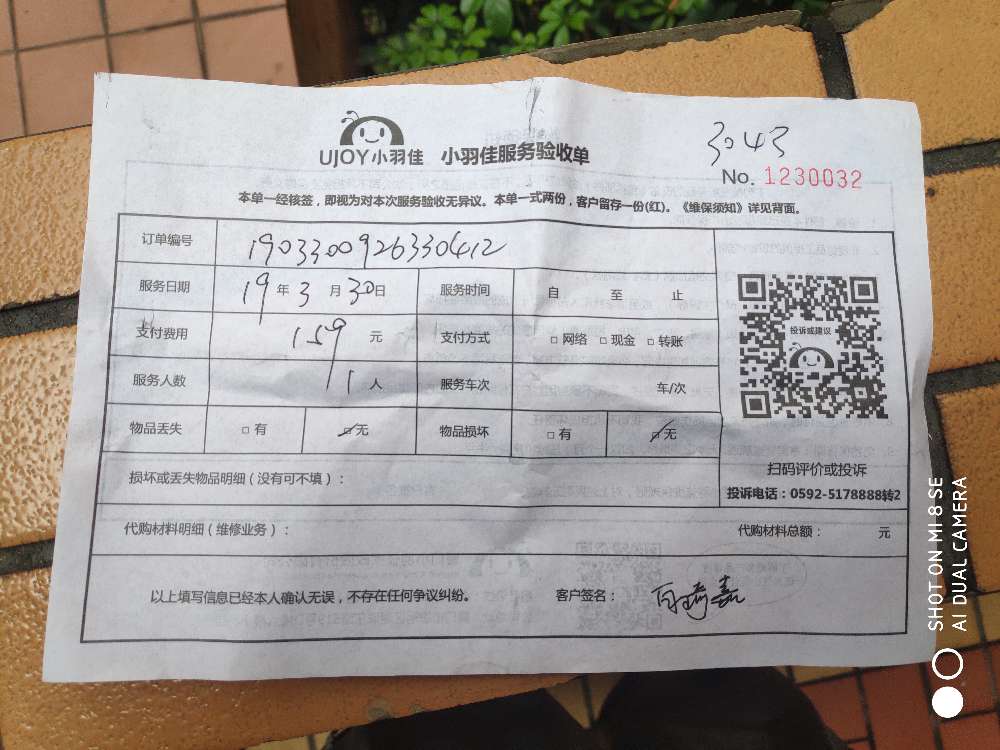 3043
UJOY小羽佳 小羽佳服务验收单
No. 1230032
本单一经核签，即视为对本次服务验收无异议。本单一式两份，客户留存一份(红)。《维保须知》详见背面。
订单编号 1903300926330412
服务日期 19年3月30日 服务时间 自 至 止
支付费用 159 元 支付方式 □网络 □现金 □转账
服务人数 1人 服务车次 车/次
物品丢失 □有 ☑无 物品损坏 □有 ☑无
投诉或建议
扫码评价或投诉
投诉电话：0592-5178888转2
损坏或丢失物品明细（没有可不填）：
代购材料明细（维修业务）： 代购材料总额： 元
以上填写信息已经本人确认无误，不存在任何争议纠纷。 客户签名：
SHOT ON MI 8 SE
AI DUAL CAMERA